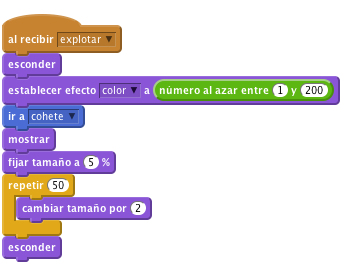 al recibir explotar
esconder
establecer efecto color a número al azar entre 1 y 200
ir a cohete
mostrar
fijar tamaño a 5 %
repetir 50
cambiar tamaño por 2
esconder